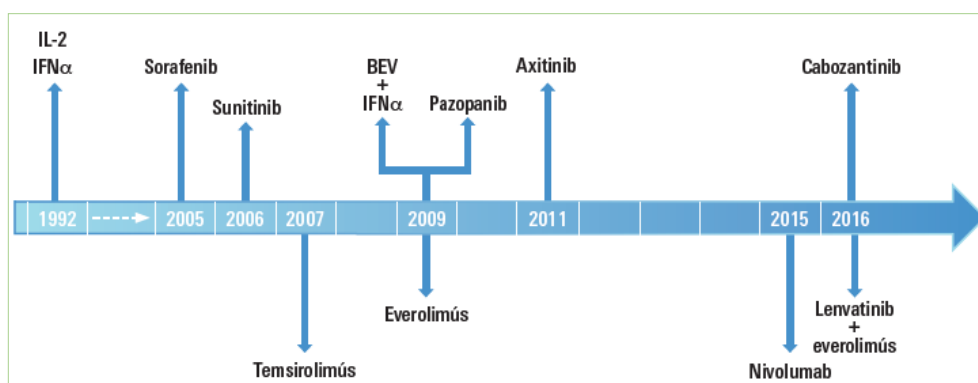 IL-2
IFNα
Sorafenib
Sunitinib
BEV
+
IFNα
Pazopanib
Axitinib
Cabozantinib
1992
2005
2006
2007
2009
2011
2015
2016
Temsirolimús
Everolimús
Nivolumab
Lenvatinib
+
everolimús